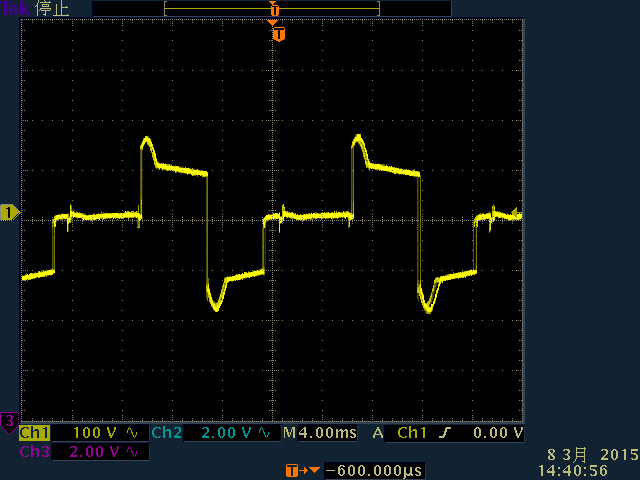 Tek 停止
T
T
1
3
Ch1 100 V Ch2 2.00 V M 4.00ms A Ch1 0.00 V
Ch3 2.00 V
T -600.000µs
8 3月 2015
14:40:56